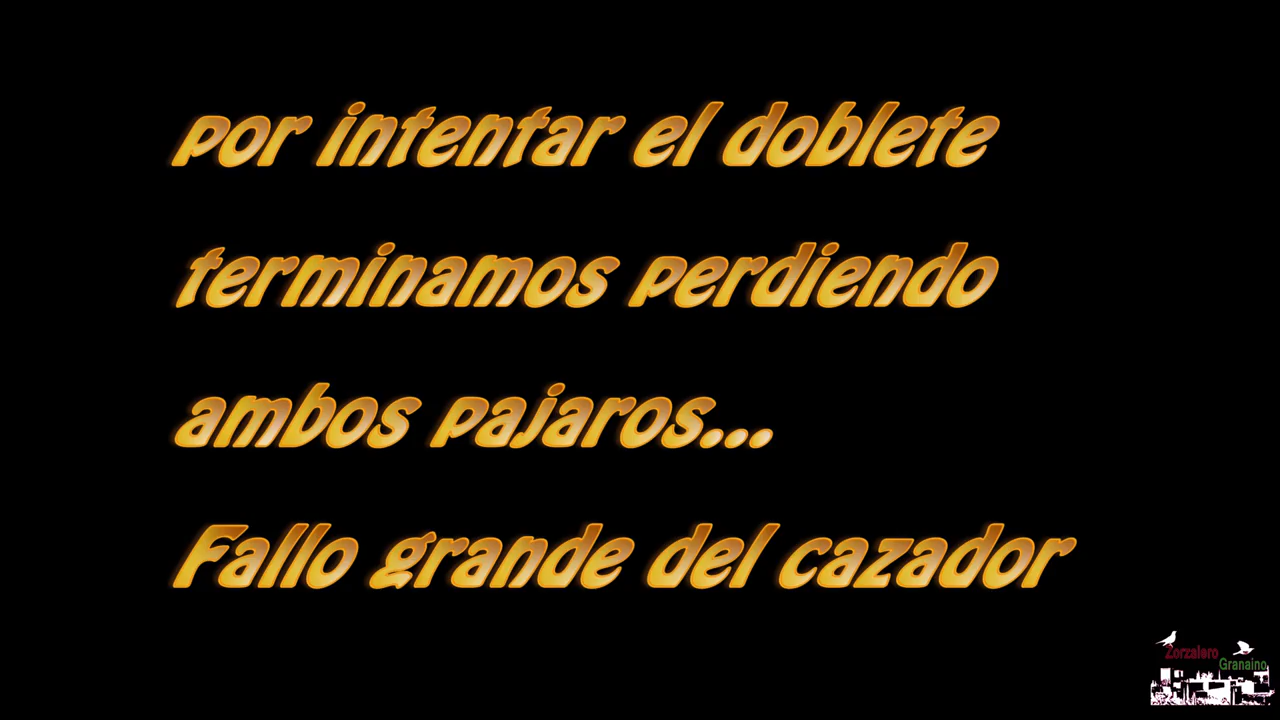 por intentar el doblete
terminamos perdiendo
ambos pajaros...
Fallo grande del cazador
Zorzalero
Granaino